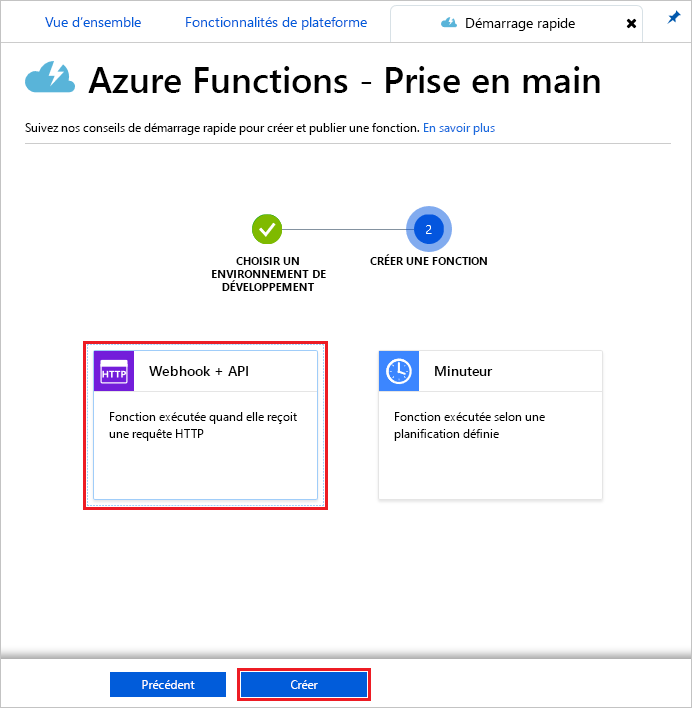 Vue d’ensemble
Fonctionnalités de plateforme
Démarrage rapide
Azure Functions - Prise en main
Suivez nos conseils de démarrage rapide pour créer et publier une fonction. En savoir plus
2
CHOISIR UN
ENVIRONNEMENT DE
DÉVELOPPEMENT
CRÉER UNE FONCTION
HTTP
Webhook + API
Fonction exécutée quand elle reçoit
une requête HTTP
Minuteur
Fonction exécutée selon une
planification définie
Précédent
Créer